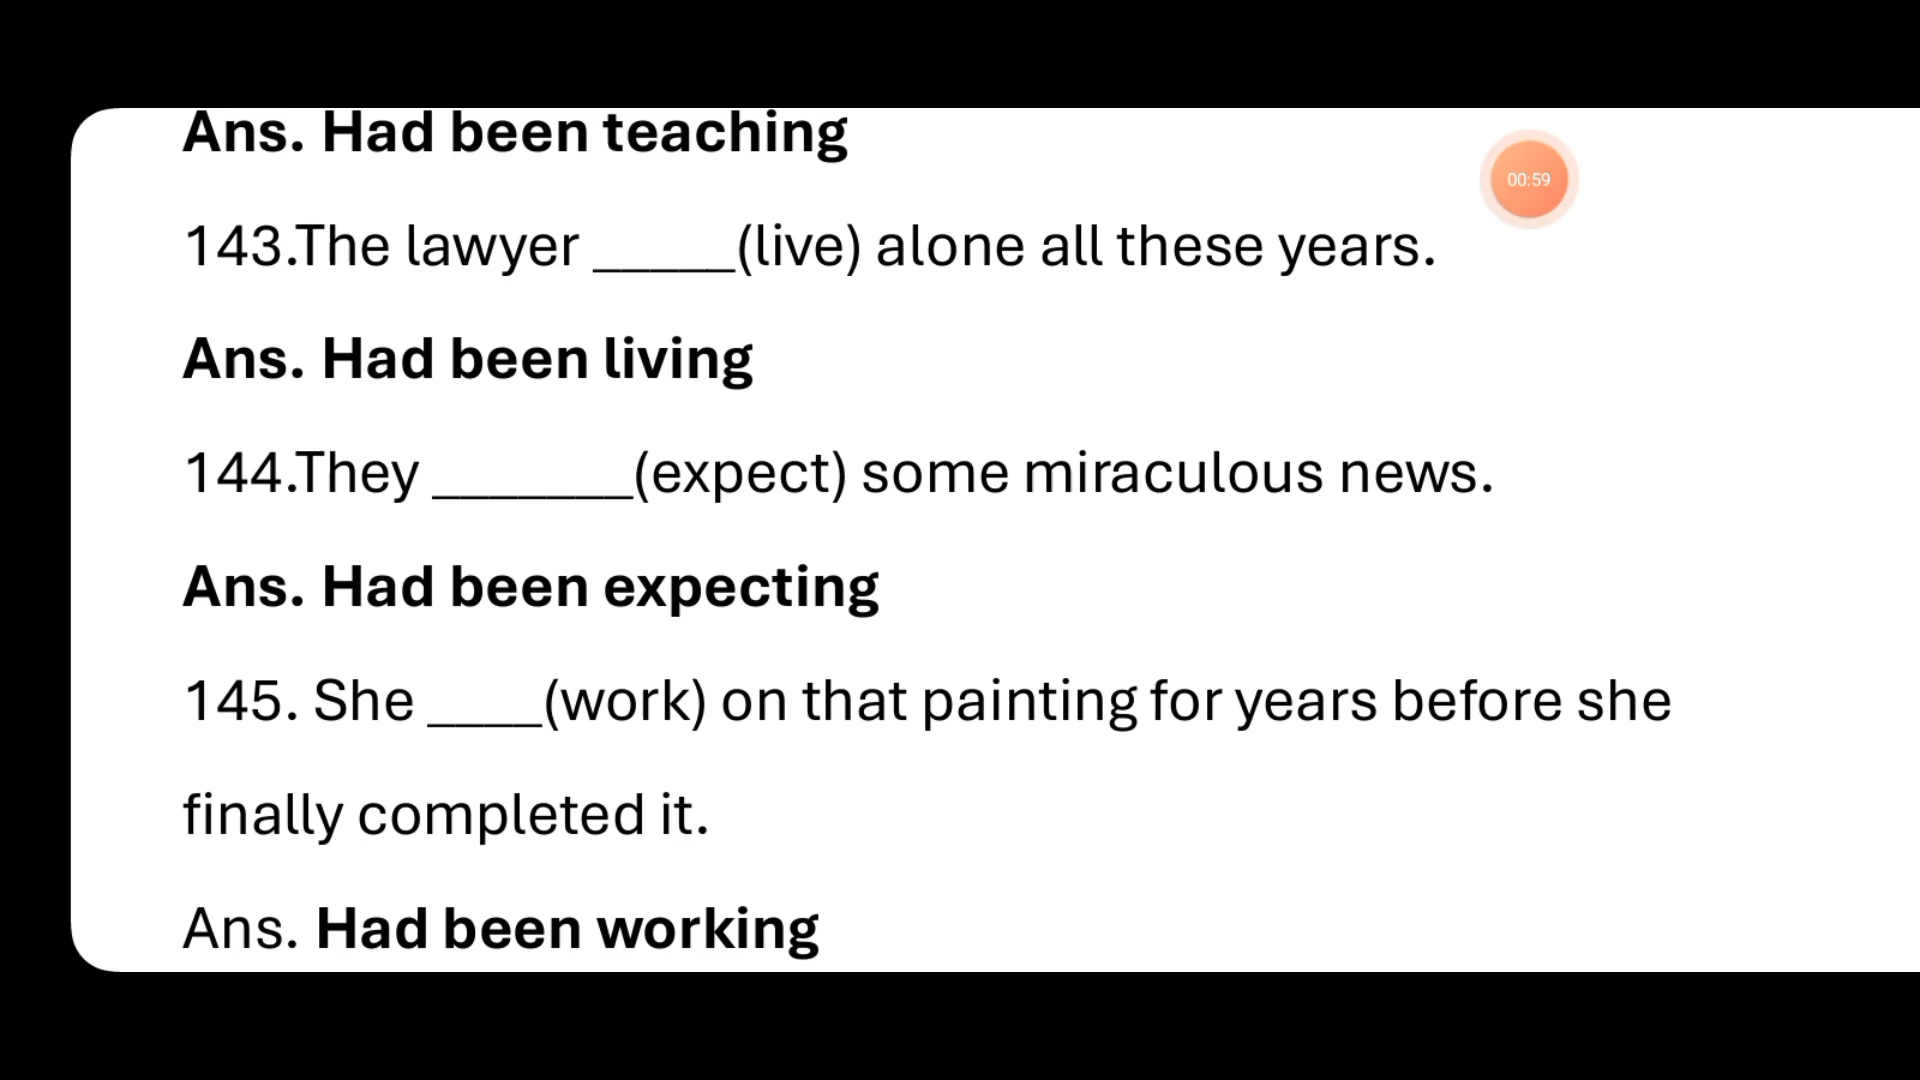 Ans. Had been teaching
00:59
143.The lawyer _____(live) alone all these years.
Ans. Had been living
144.They _______(expect) some miraculous news.
Ans. Had been expecting
145. She ____(work) on that painting for years before she
finally completed it.
Ans. Had been working